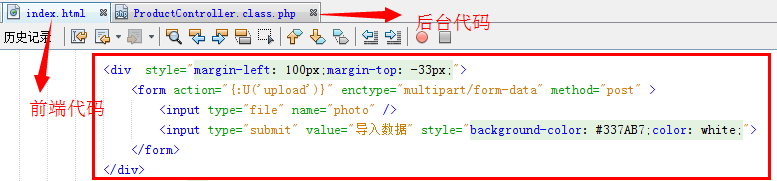 index.html ProductController.class.php 后台代码
历史记录
前端代码
<div  style="margin-left: 100px;margin-top: -33px;">
<form action="{:U('upload')}" enctype="multipart/form-data" method="post" >
<input type="file" name="photo" />
<input type="submit" value="导入数据" style="background-color: #337AB7;color: white;">
</form>
</div>